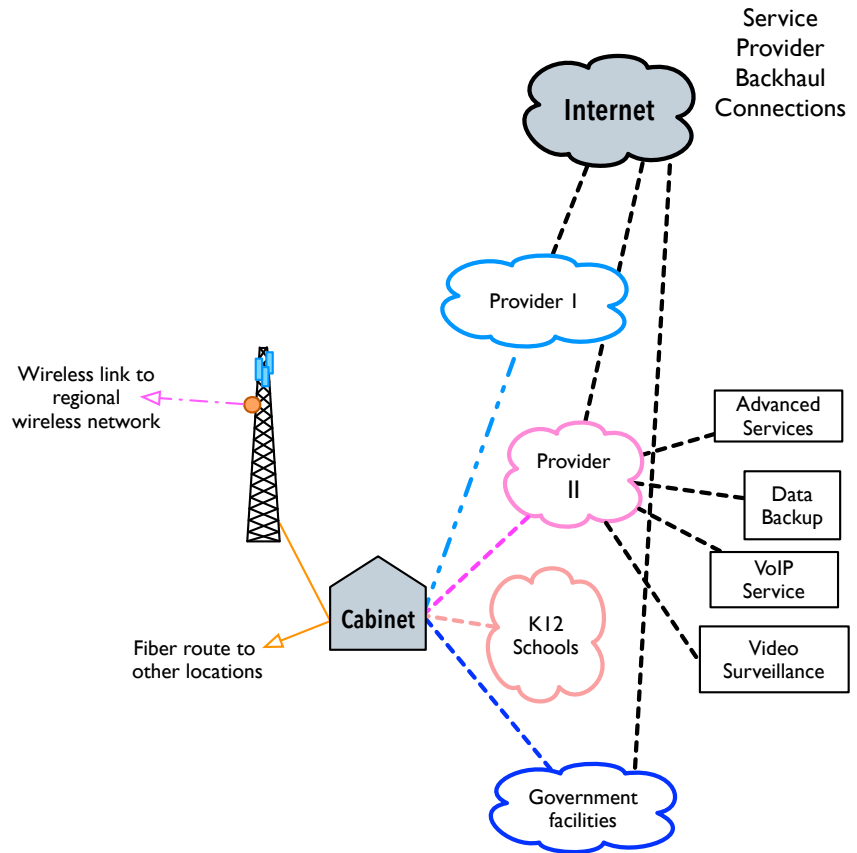 Service
Provider
Backhaul
Connections
Internet
Provider I
Wireless link to
regional
wireless network
Advanced
Services
Provider
II
Data
Backup
VoIP
Service
Cabinet
K12
Schools
Fiber route to
other locations
Video
Surveillance
Government
facilities